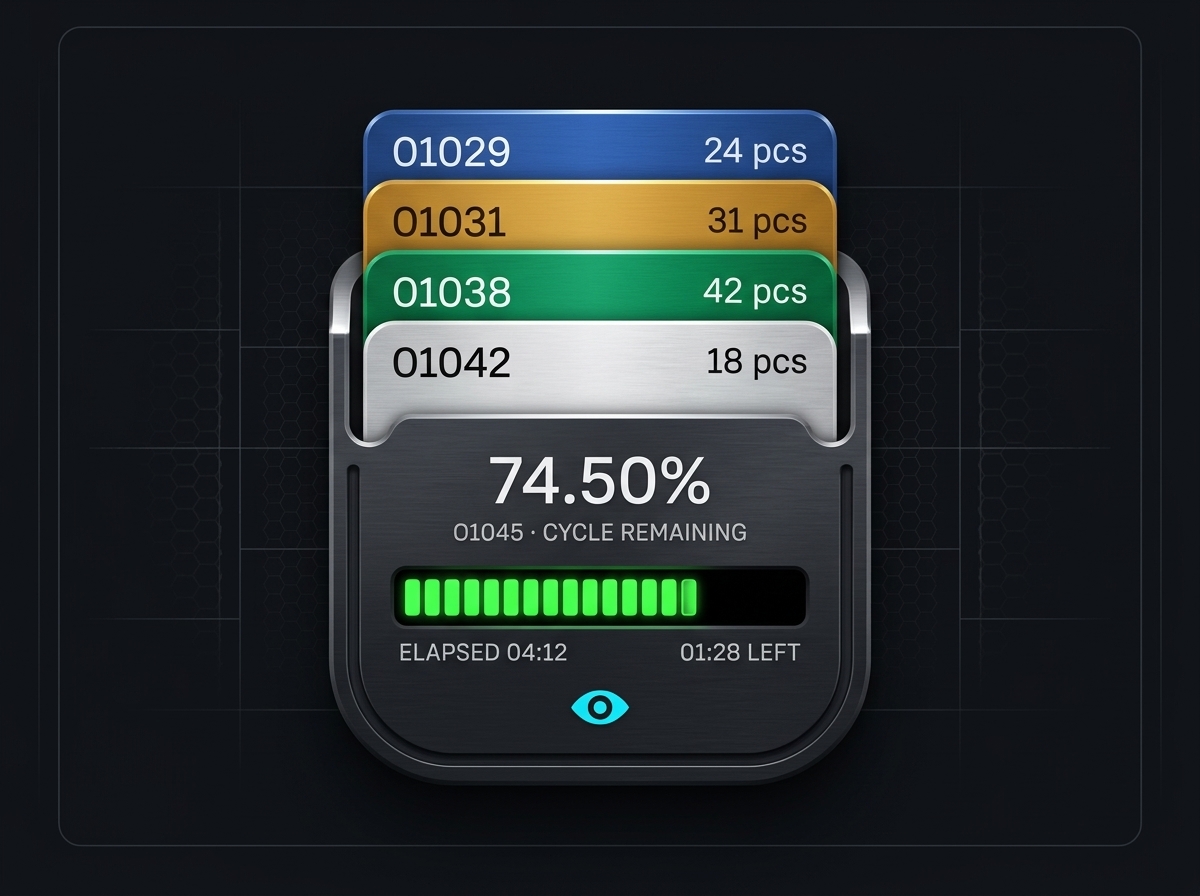 01029 24 pcs
01031 31 pcs
01038 42 pcs
01042 18 pcs
74.50%
01045 · CYCLE REMAINING
ELAPSED 04:12 01:28 LEFT